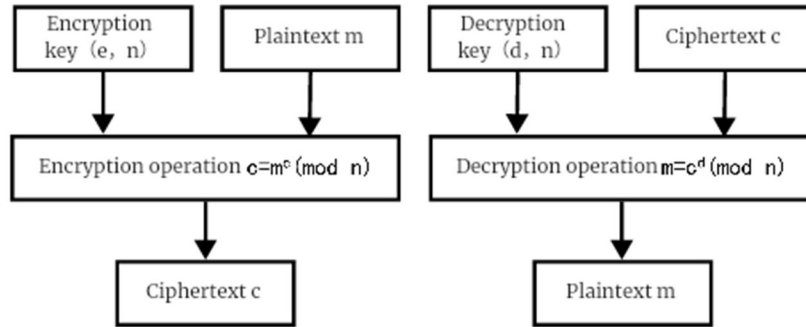 Encryption
key（e，n）
Plaintext m
Decryption
key（d，n）
Ciphertext c
Encryption operation c=mᵉ(mod n)
Decryption operation m=cᵈ(mod n)
Ciphertext c
Plaintext m